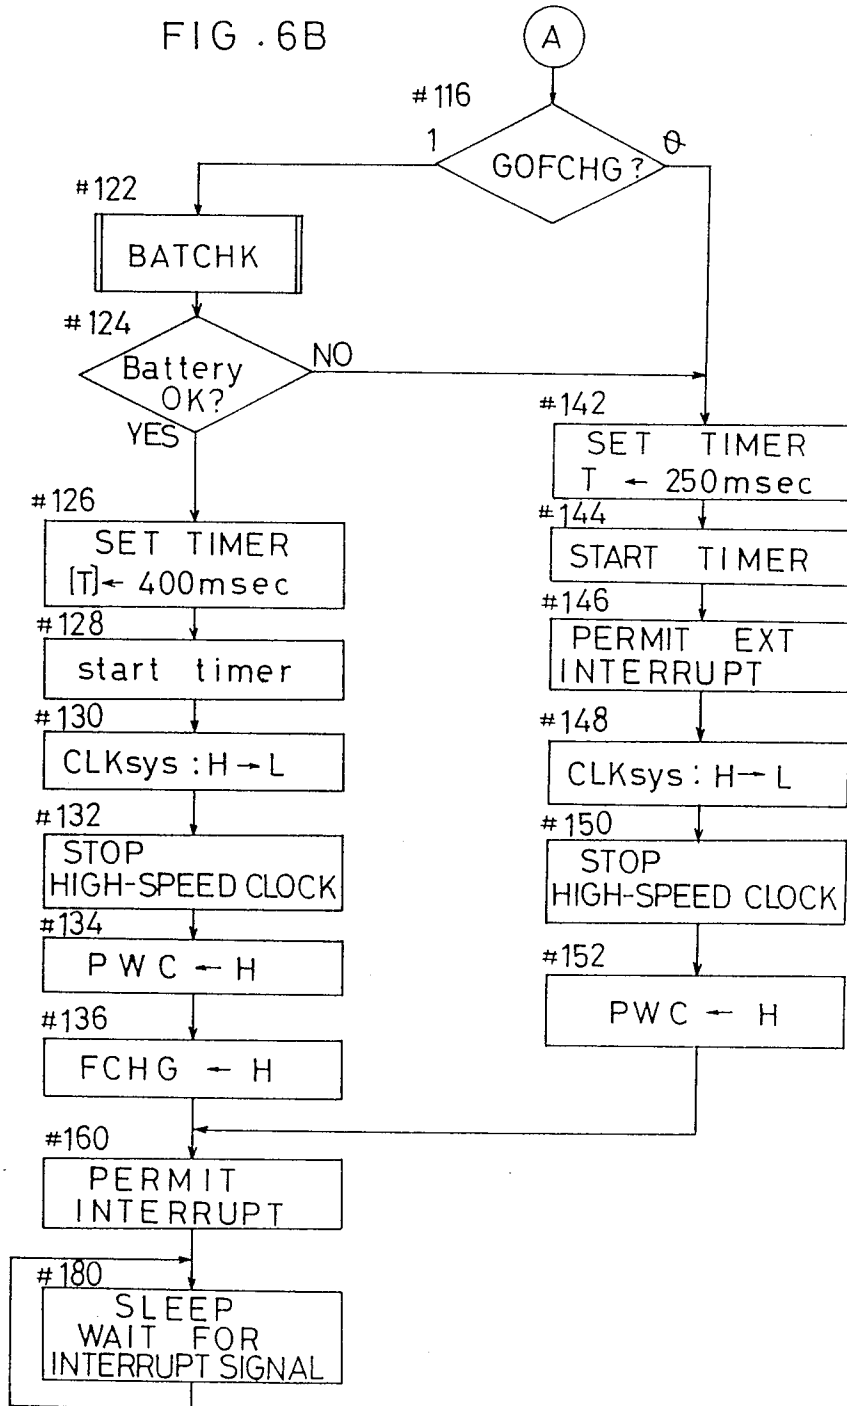 FIG. 6B
A
#116
1
GOFCHG?
0
#122
BATCHK
#124
Battery
OK?
NO
YES
#126
SET TIMER
[T]← 400msec
#128
start timer
#130
CLKsys : H→L
#132
STOP
HIGH-SPEED CLOCK
#134
PWC ← H
#136
FCHG ← H
#142
SET TIMER
T ← 250msec
#144
START TIMER
#146
PERMIT EXT
INTERRUPT
#148
CLKsys : H→L
#150
STOP
HIGH-SPEED CLOCK
#152
PWC ← H
#160
PERMIT
INTERRUPT
#180
SLEEP
WAIT FOR
INTERRUPT SIGNAL